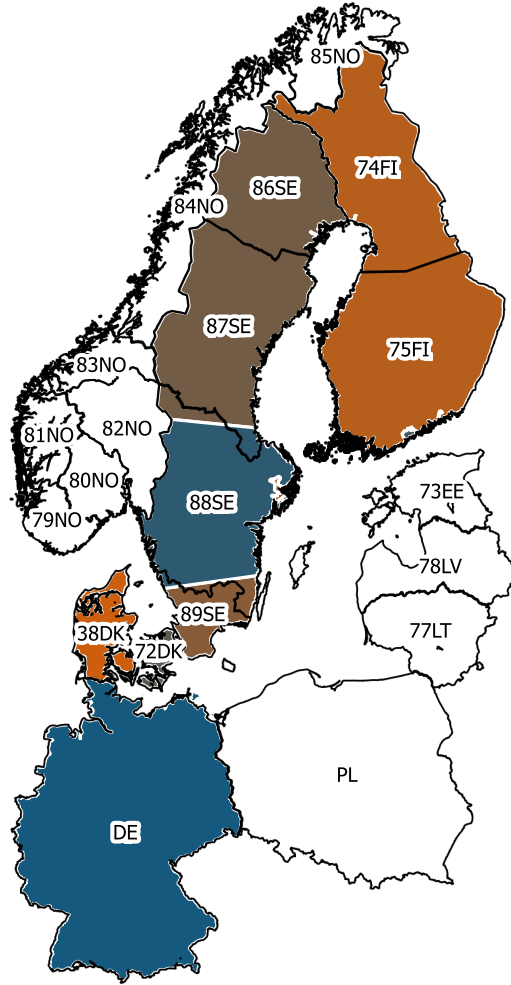 85NO
74FI
86SE
84NO
87SE
75FI
83NO
82NO
81NO
80NO
73EE
88SE
79NO
78LV
89SE
38DK
77LT
72DK
PL
DE